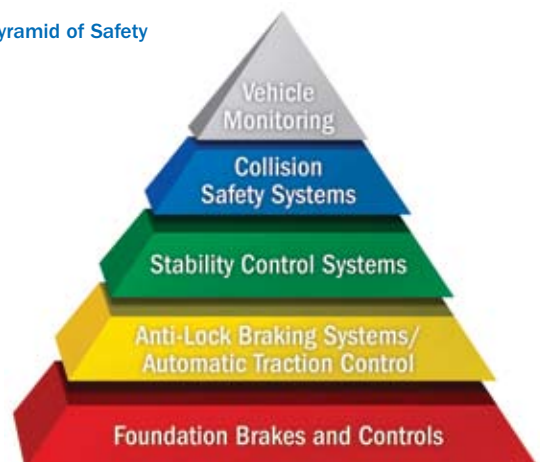 yramid of Safety
Vehicle
Monitoring
Collision
Safety Systems
Stability Control Systems
Anti-Lock Braking Systems/
Automatic Traction Control
Foundation Brakes and Controls